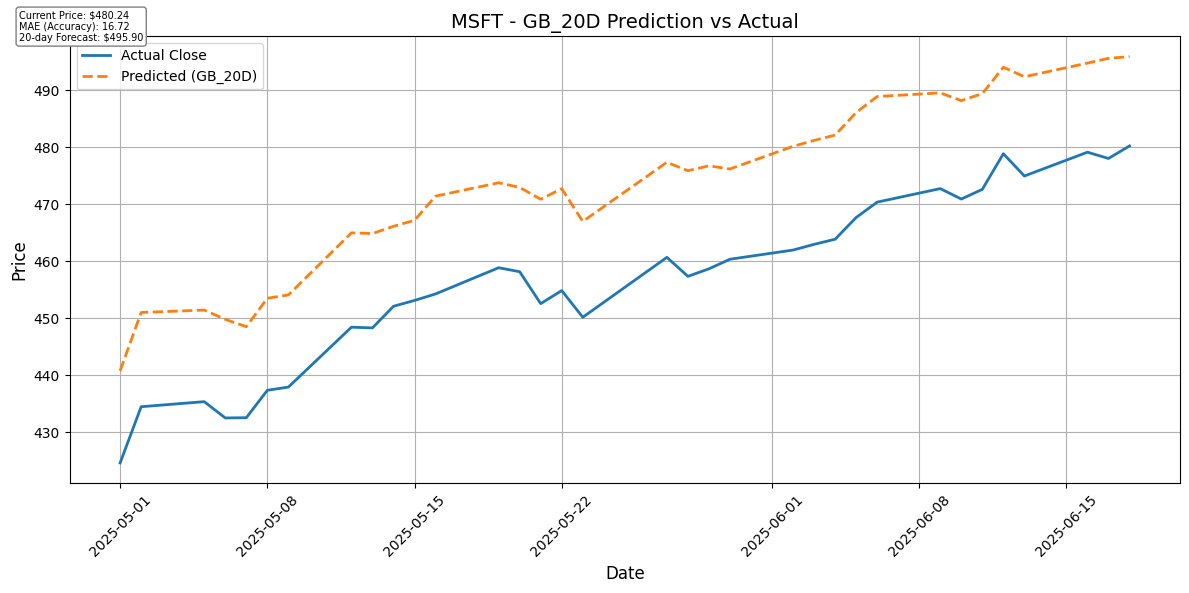 MSFT - GB_20D Prediction vs Actual
Current Price: $480.24
MAE (Accuracy): 16.72
20-day Forecast: $495.90
Actual Close
Predicted (GB_20D)
Price
490
480
470
460
450
440
430
2025-05-01
2025-05-08
2025-05-15
2025-05-22
2025-06-01
2025-06-08
2025-06-15
Date